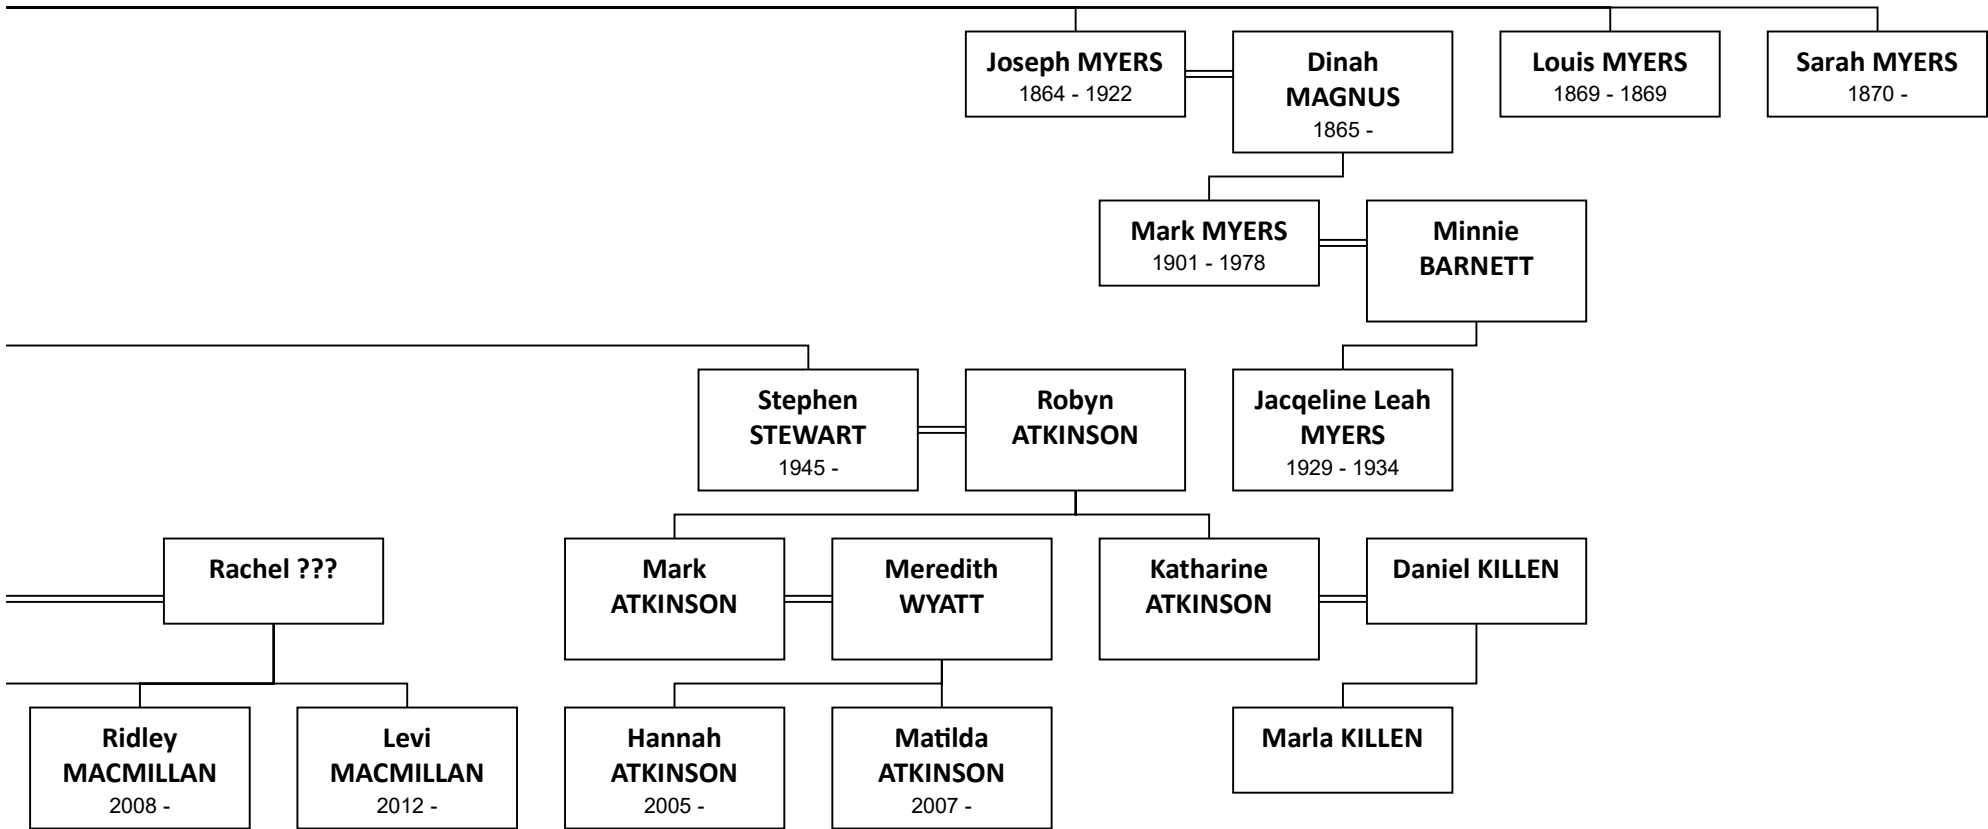 Joseph MYERS
1864 - 1922
Dinah
MAGNUS
1865 -
Louis MYERS
1869 - 1869
Sarah MYERS
1870 -
Mark MYERS
1901 - 1978
Minnie
BARNETT
Stephen
STEWART
1945 -
Robyn
ATKINSON
Jacqeline Leah
MYERS
1929 - 1934
Rachel ???
Mark
ATKINSON
Meredith
WYATT
Katharine
ATKINSON
Daniel KILLEN
Ridley
MACMILLAN
2008 -
Levi
MACMILLAN
2012 -
Hannah
ATKINSON
2005 -
Matilda
ATKINSON
2007 -
Marla KILLEN